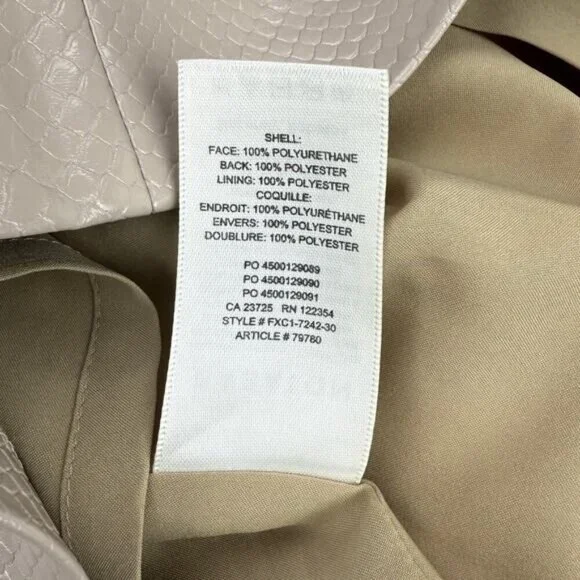 SHELL:
FACE: 100% POLYURETHANE
BACK: 100% POLYESTER
LINING: 100% POLYESTER
COQUILLE:
ENDROIT: 100% POLYURÉTHANE
ENVERS: 100% POLYESTER
DOUBLURE: 100% POLYESTER
PO 4500129089
PO 4500129090
PO 4500129091
CA 23725 RN 122354
STYLE # FXC1-7242-30
ARTICLE # 79760